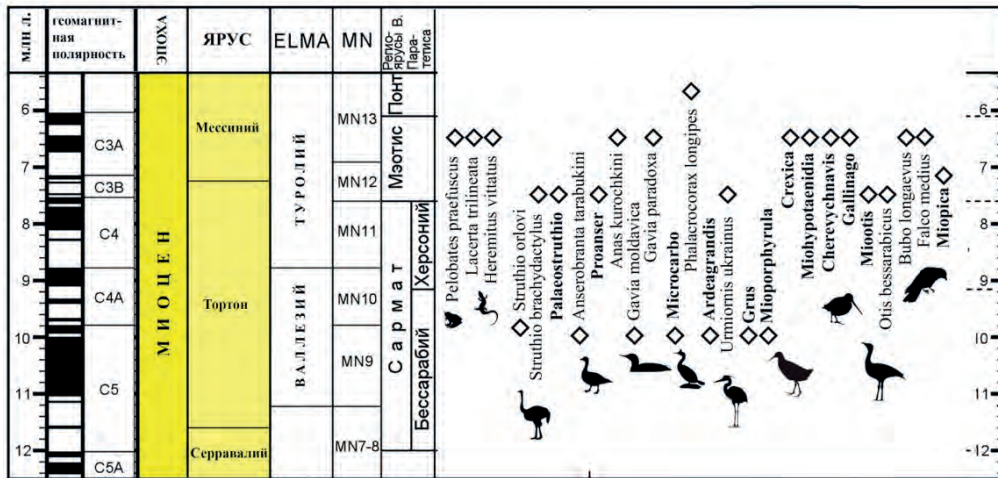 МЛН Л.
геомагнит-
ная
полярность
ЭПОХА
ЯРУС
ELMA
MN
Регио-
ярусы В.
Пара-
тетиса
6
7
8
9
10
11
12
C3A
C3B
C4
C4A
C5
C5A
МИОЦЕН
Мессиний
Тортон
Серравалий
ТУРОЛИЙ
ВАЛЛЕЗИЙ
MN13
MN12
MN11
MN10
MN9
MN7-8
Понт
Мэотис
Сармат
Херсоний
Бессарабий
Pelobates praefuscus
Lacerta trilineata
Heremitus vittatus
Struthio orlovi
Struthio brachydactylus
Palaeostruthio
Anserobranta tarabukini
Proanser
Anas kurochkini
Gavia moldavica
Gavia paradoxa
Microcarbo
Phalacrocorax longipes
Ardeagrandis
Urmiornis ukrainus
Grus
Mioporphyrula
Crexica
Miohypotaenidia
Cherevychnavis
Gallinago
Miootis
Otis bessarabicus
Bubo longaevus
Falco medius
Miopica
6
7
8
9
10
11
12